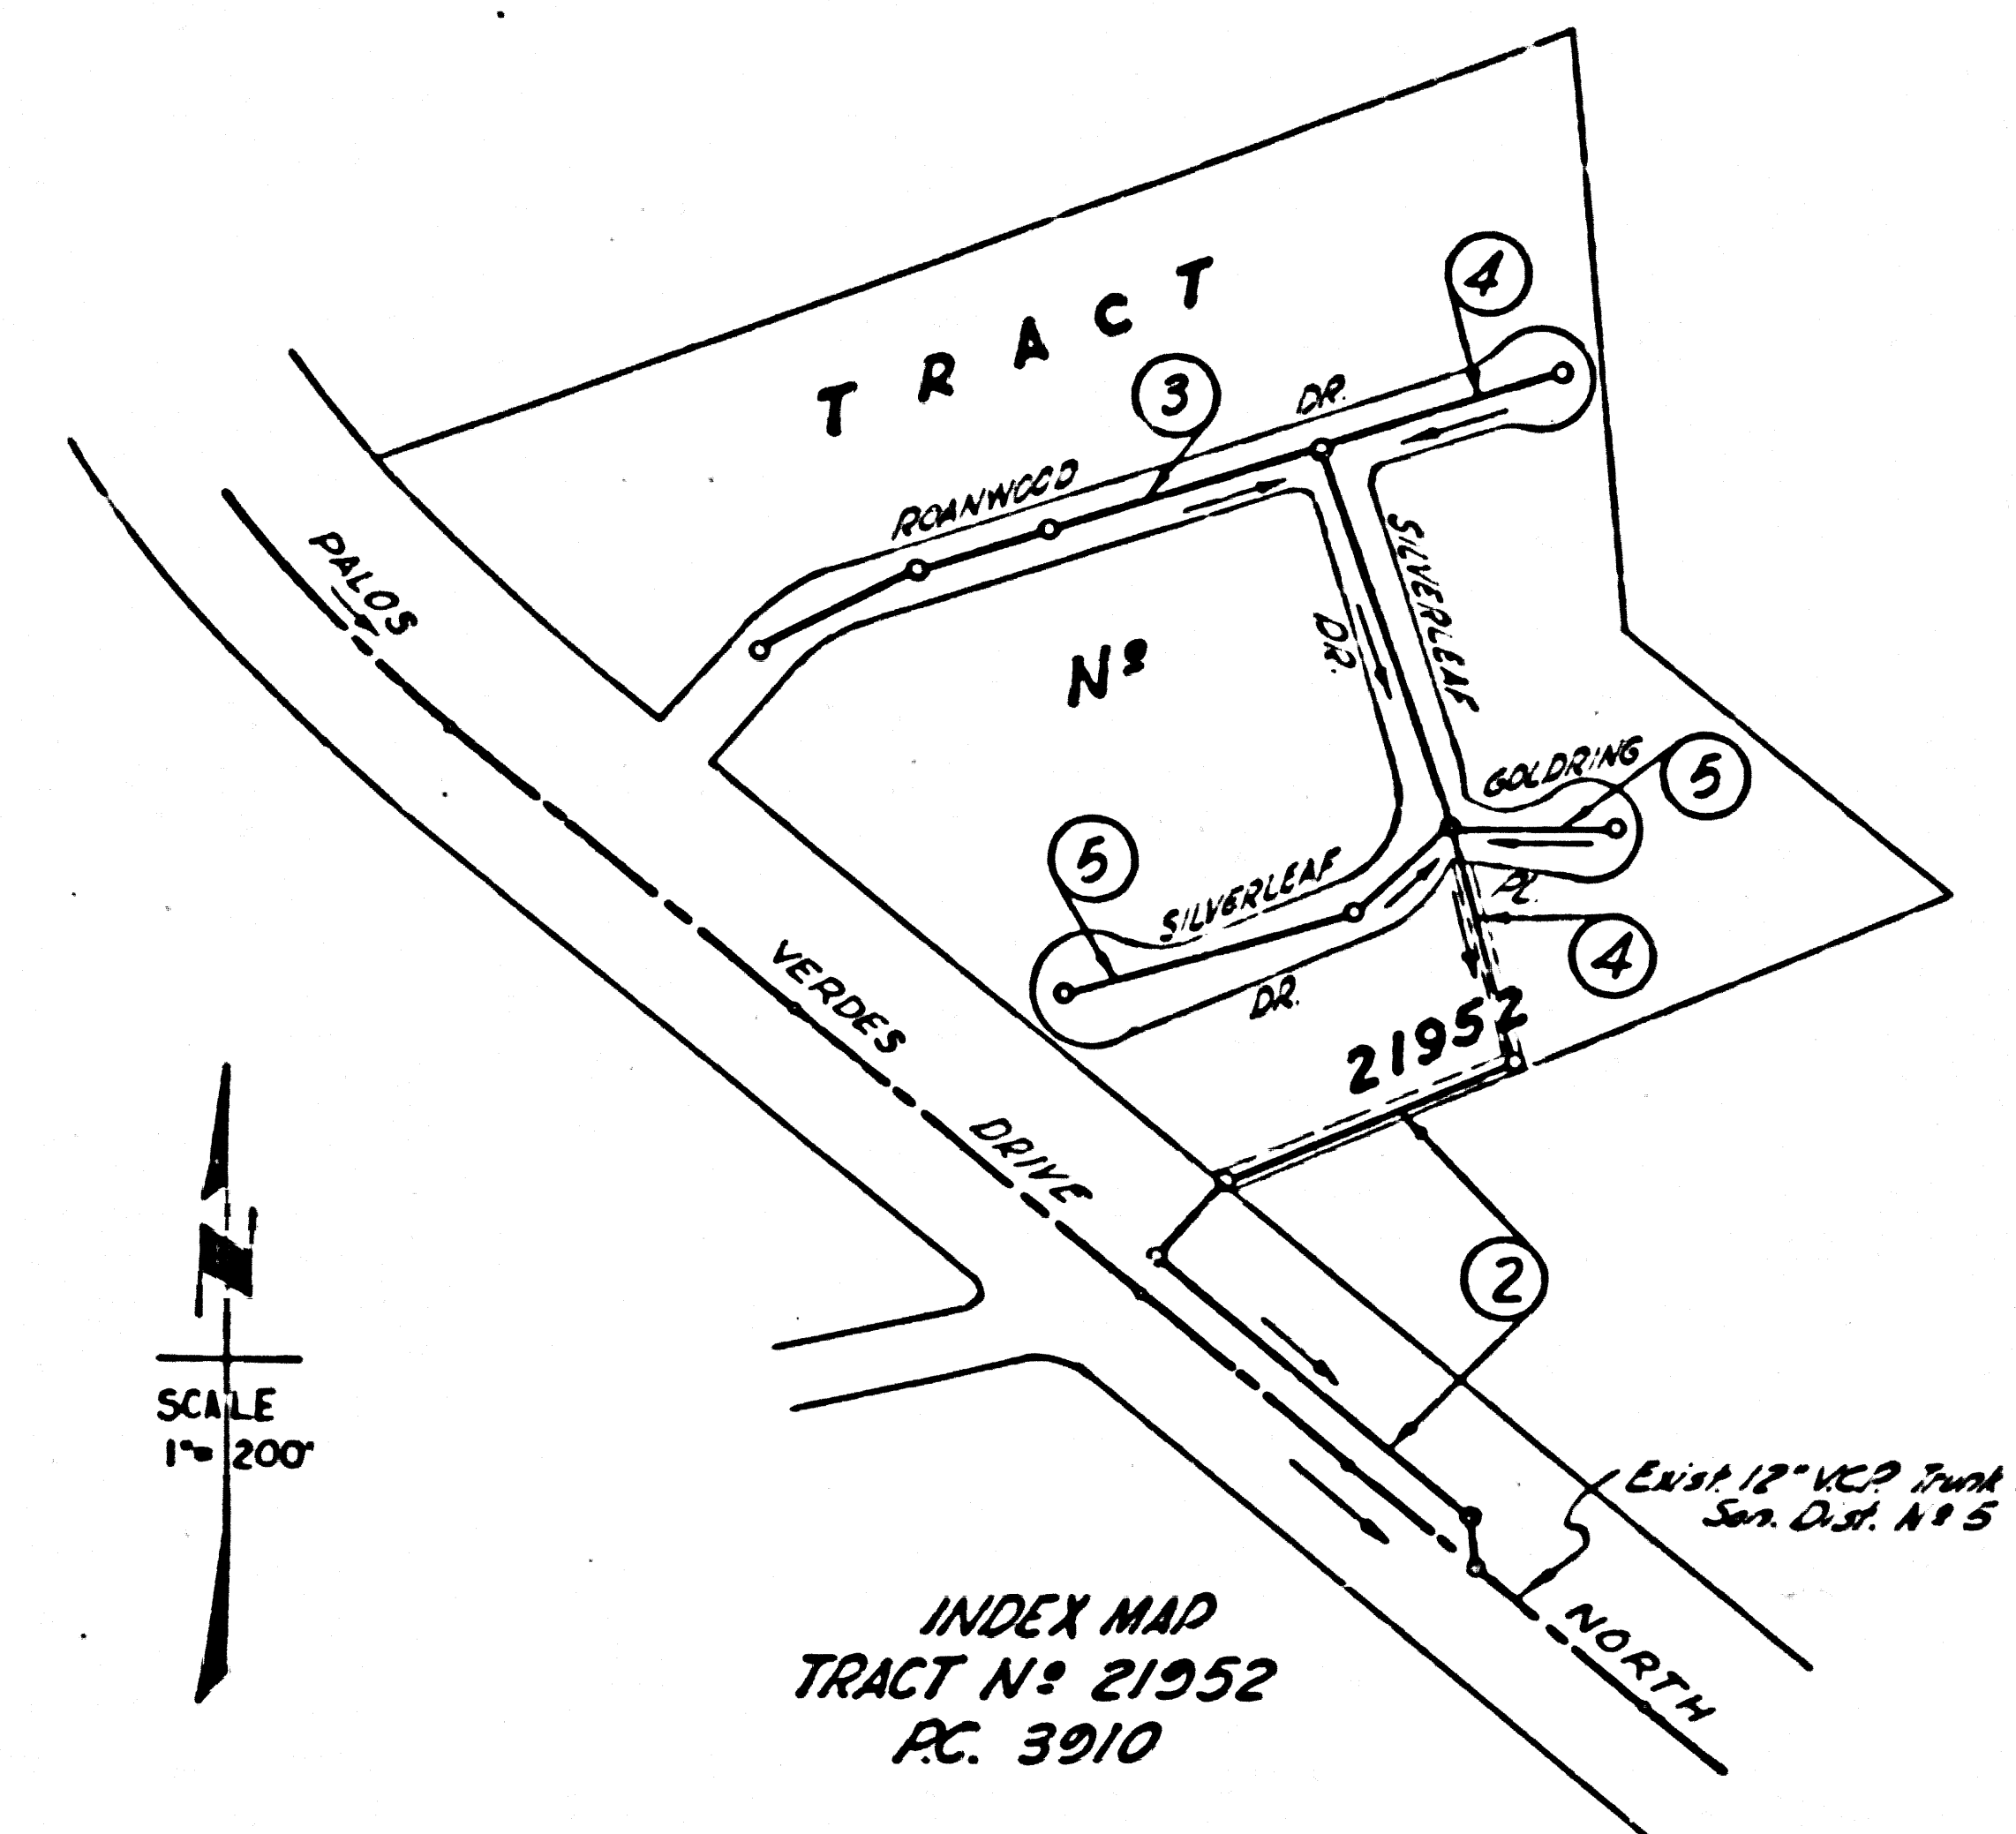 TRACT
4
3
DR.
ROANWOOD
PALOS
SILVERLEAF
DR.
Nº
GOLDRING
5
5
SILVERLEAF
PL.
4
DR.
VERDES
21952
DRIVE
N
2
SCALE
1"= 200'
Exist. 12" V.C.P. Trunk
San. Dist. Nº 5
NORTH
INDEX MAP
TRACT Nº 21952
P.C. 3910